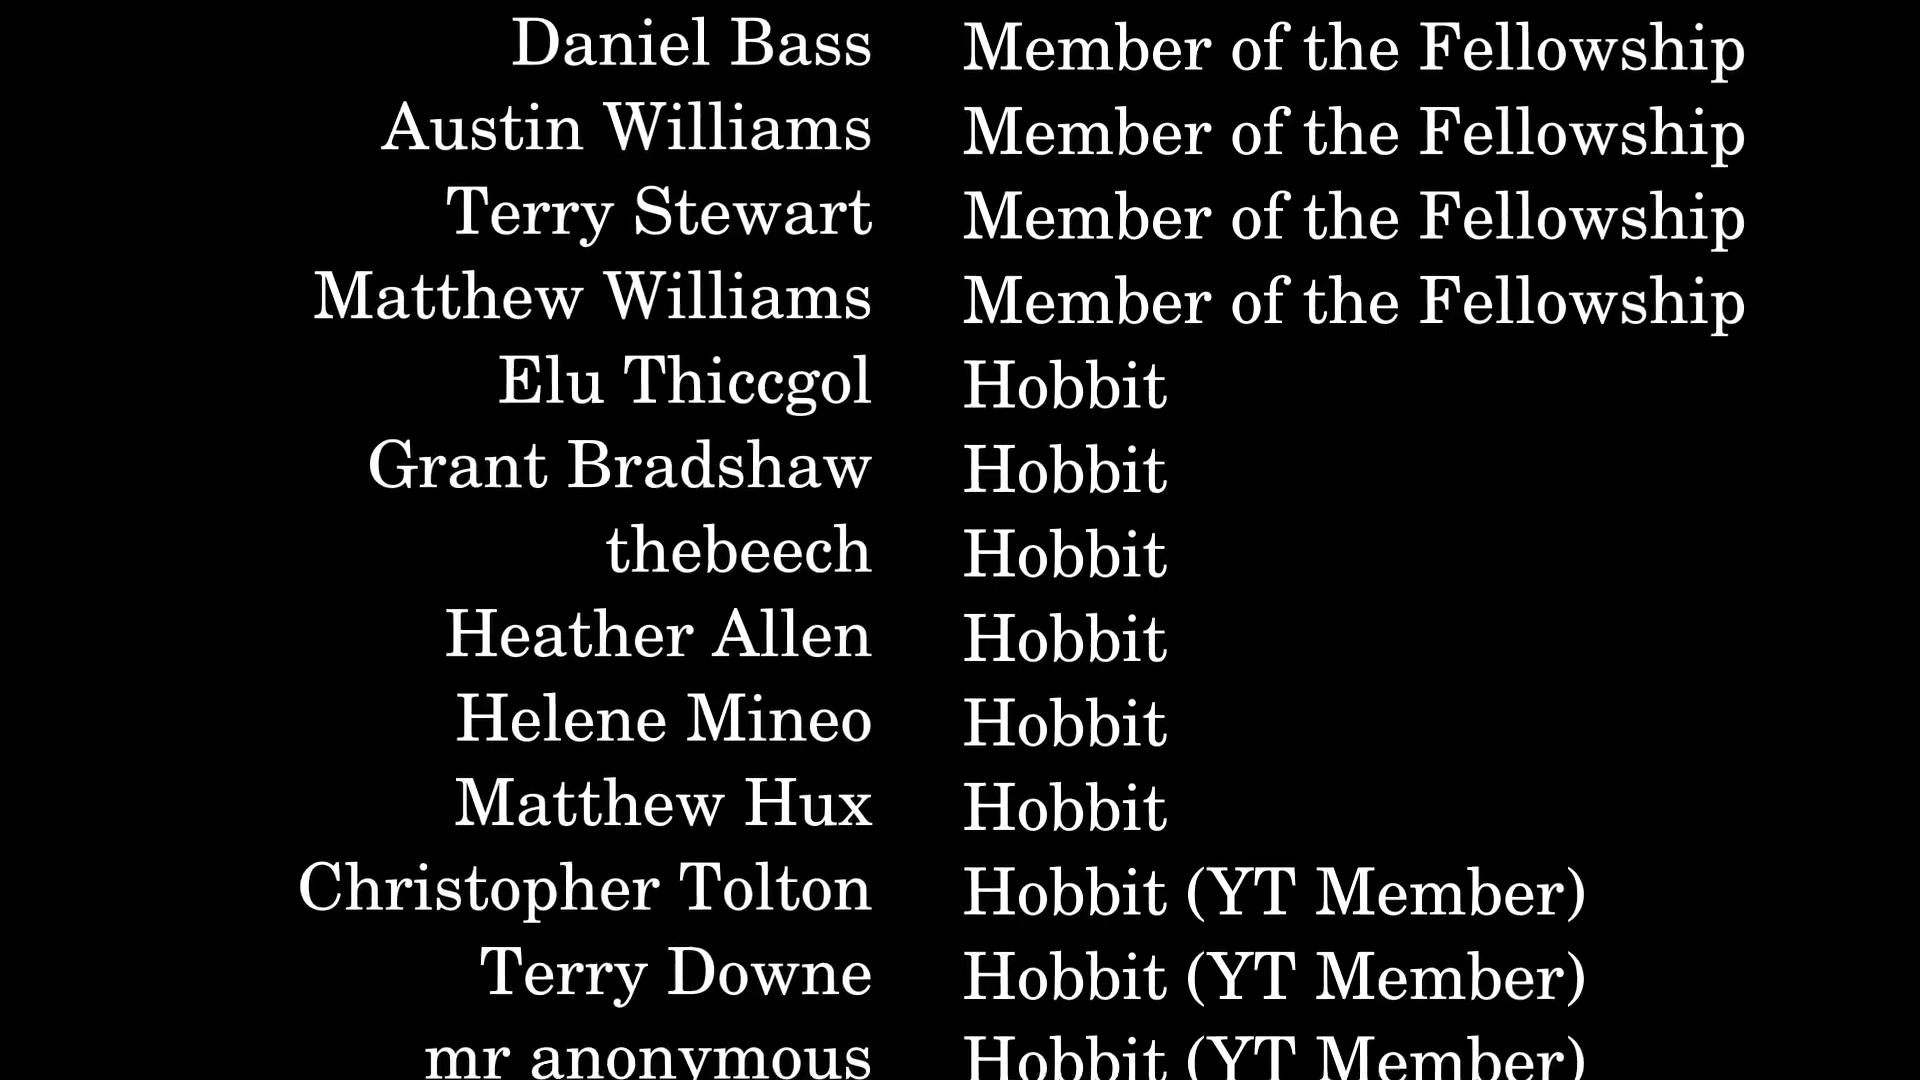 Daniel Bass Member of the Fellowship
Austin Williams Member of the Fellowship
Terry Stewart Member of the Fellowship
Matthew Williams Member of the Fellowship
Elu Thiccgol Hobbit
Grant Bradshaw Hobbit
thebeech Hobbit
Heather Allen Hobbit
Helene Mineo Hobbit
Matthew Hux Hobbit
Christopher Tolton Hobbit (YT Member)
Terry Downe Hobbit (YT Member)
mr anonymous Hobbit (YT Member)